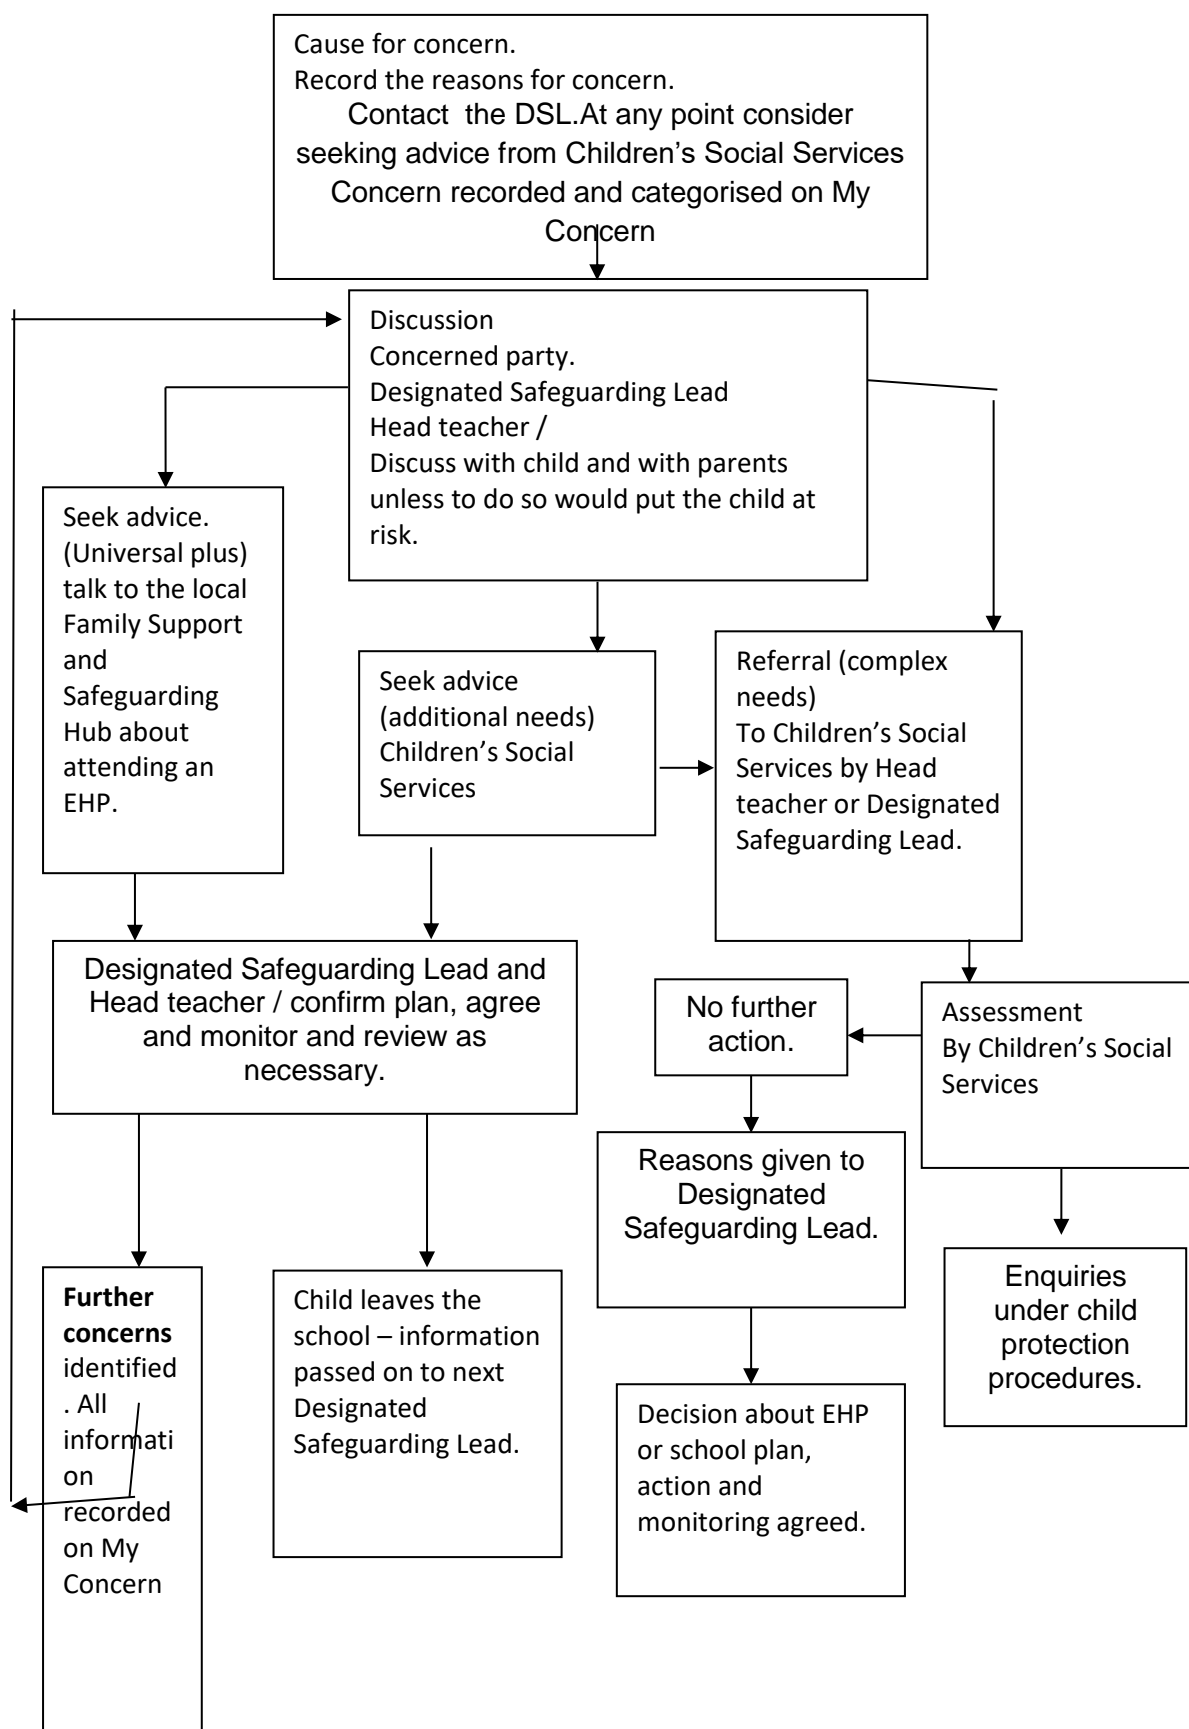 Cause for concern.
Record the reasons for concern.
Contact  the DSL.At any point consider
seeking advice from Children’s Social Services
Concern recorded and categorised on My
Concern
Discussion
Concerned party.
Designated Safeguarding Lead
Head teacher /
Discuss with child and with parents
unless to do so would put the child at
risk.
Seek advice.
(Universal plus)
talk to the local
Family Support
and
Safeguarding
Hub about
attending an
EHP.
Seek advice
(additional needs)
Children’s Social
Services
Referral (complex
needs)
To Children’s Social
Services by Head
teacher or Designated
Safeguarding Lead.
Designated Safeguarding Lead and
Head teacher / confirm plan, agree
and monitor and review as
necessary.
No further
action.
Assessment
By Children’s Social
Services
Reasons given to
Designated
Safeguarding Lead.
Enquiries
under child
protection
procedures.
Further
concerns
identified
. All
informati
on
recorded
on My
Concern
Child leaves the
school – information
passed on to next
Designated
Safeguarding Lead.
Decision about EHP
or school plan,
action and
monitoring agreed.